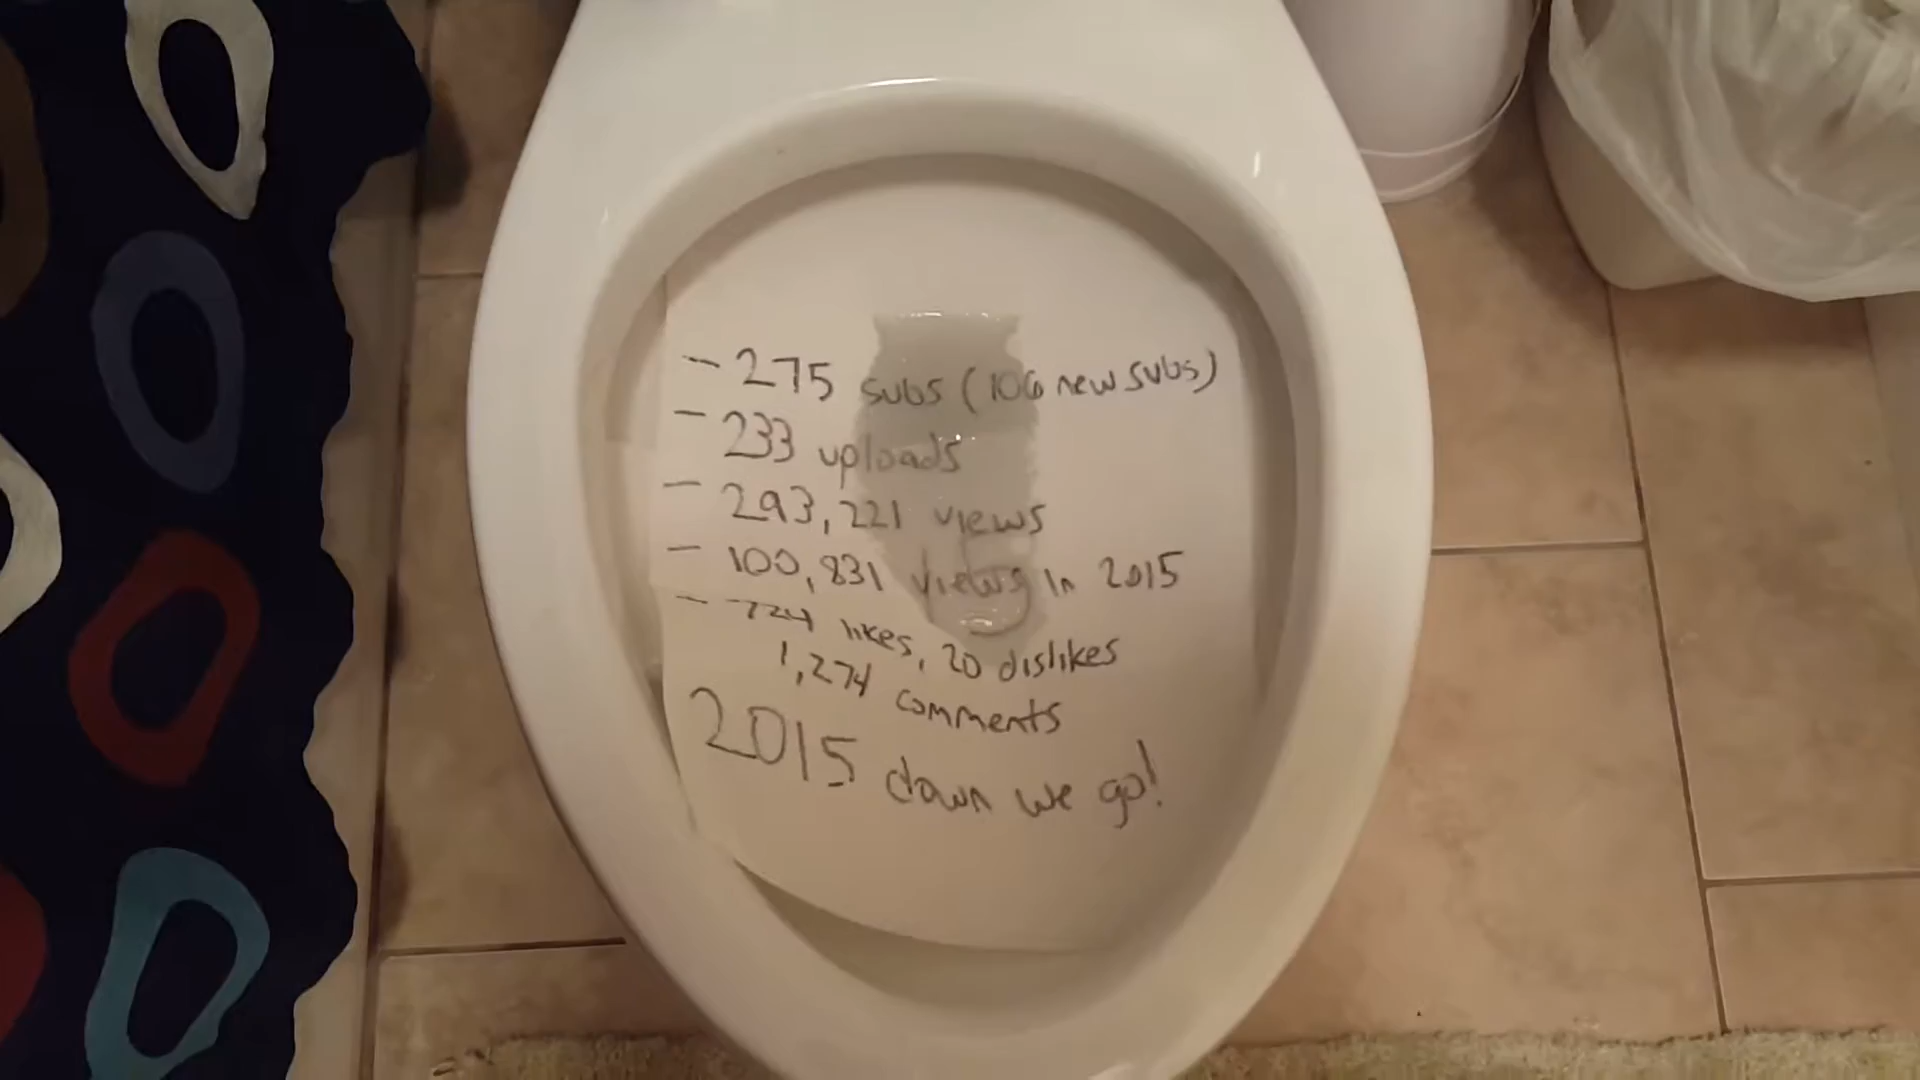 - 275 subs (106 new subs)
- 233 uploads
- 293,221 views
- 100,831 views in 2015
- 724 likes, 20 dislikes
1,274 comments
2015 down we go!